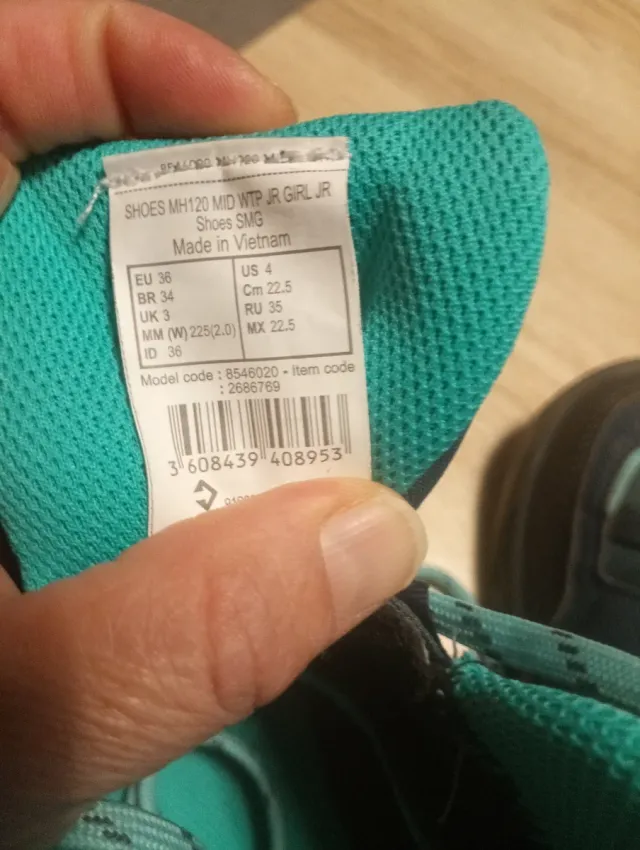 SHOES MH120 MID WTP JR GIRL JR
Shoes SMG
Made in Vietnam
EU 36
BR 34
UK 3
MM (W) 225(2.0)
ID 36
US 4
Cm 22.5
RU 35
MX 22.5
Model code : 8546020 - Item code
: 2686769
3 608439 408953